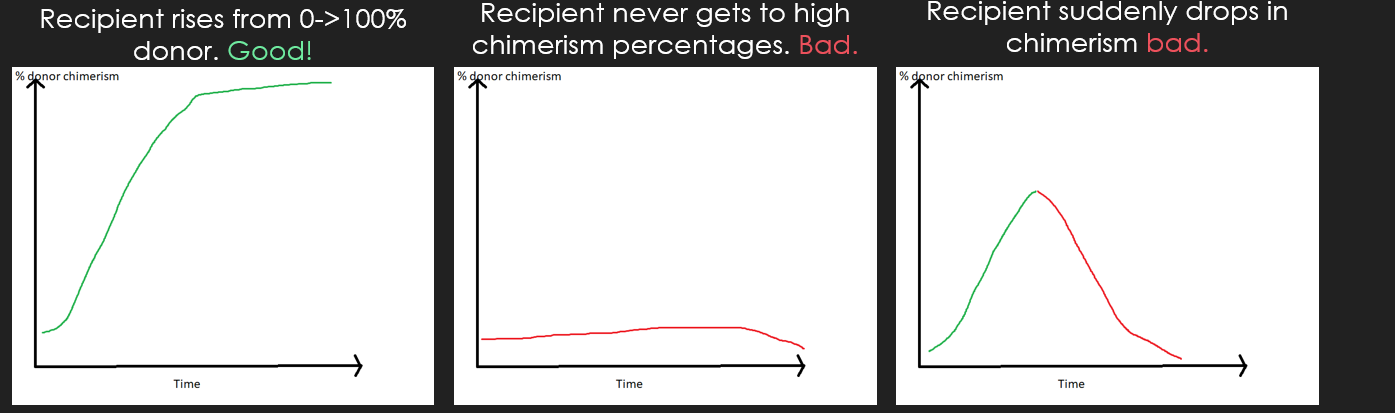 Recipient rises from 0->100%
donor. Good!
% donor chimerism
Time
Recipient never gets to high
chimerism percentages. Bad.
% donor chimerism
Time
Recipient suddenly drops in
chimerism bad.
% donor chimerism
Time